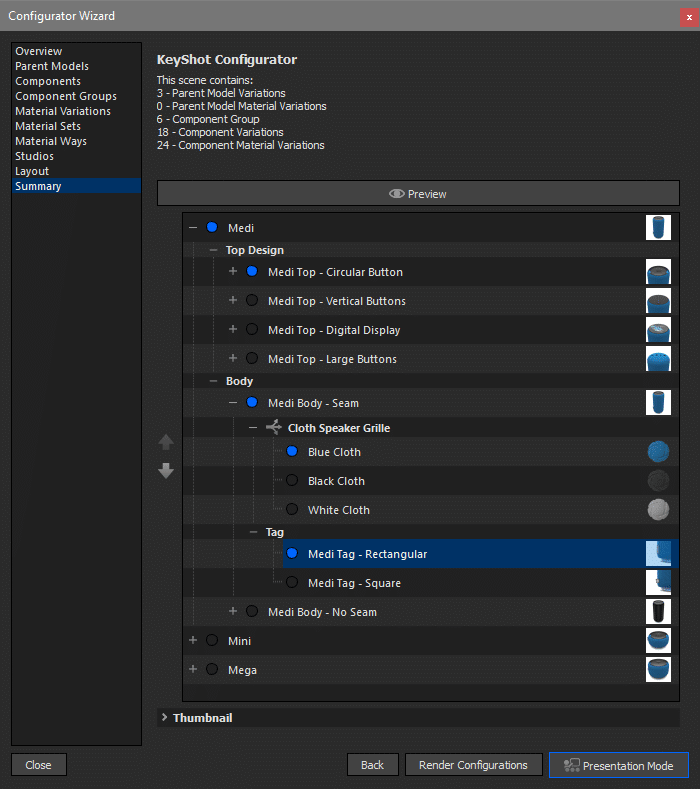 Configurator Wizard
x
Overview
Parent Models
Components
Component Groups
Material Variations
Material Sets
Material Ways
Studios
Layout
Summary
KeyShot Configurator
This scene contains:
3 - Parent Model Variations
0 - Parent Model Material Variations
6 - Component Group
18 - Component Variations
24 - Component Material Variations
Preview
Medi
Top Design
Medi Top - Circular Button
Medi Top - Vertical Buttons
Medi Top - Digital Display
Medi Top - Large Buttons
Body
Medi Body - Seam
Cloth Speaker Grille
Blue Cloth
Black Cloth
White Cloth
Tag
Medi Tag - Rectangular
Medi Tag - Square
Medi Body - No Seam
Mini
Mega
Thumbnail
Close
Back
Render Configurations
Presentation Mode